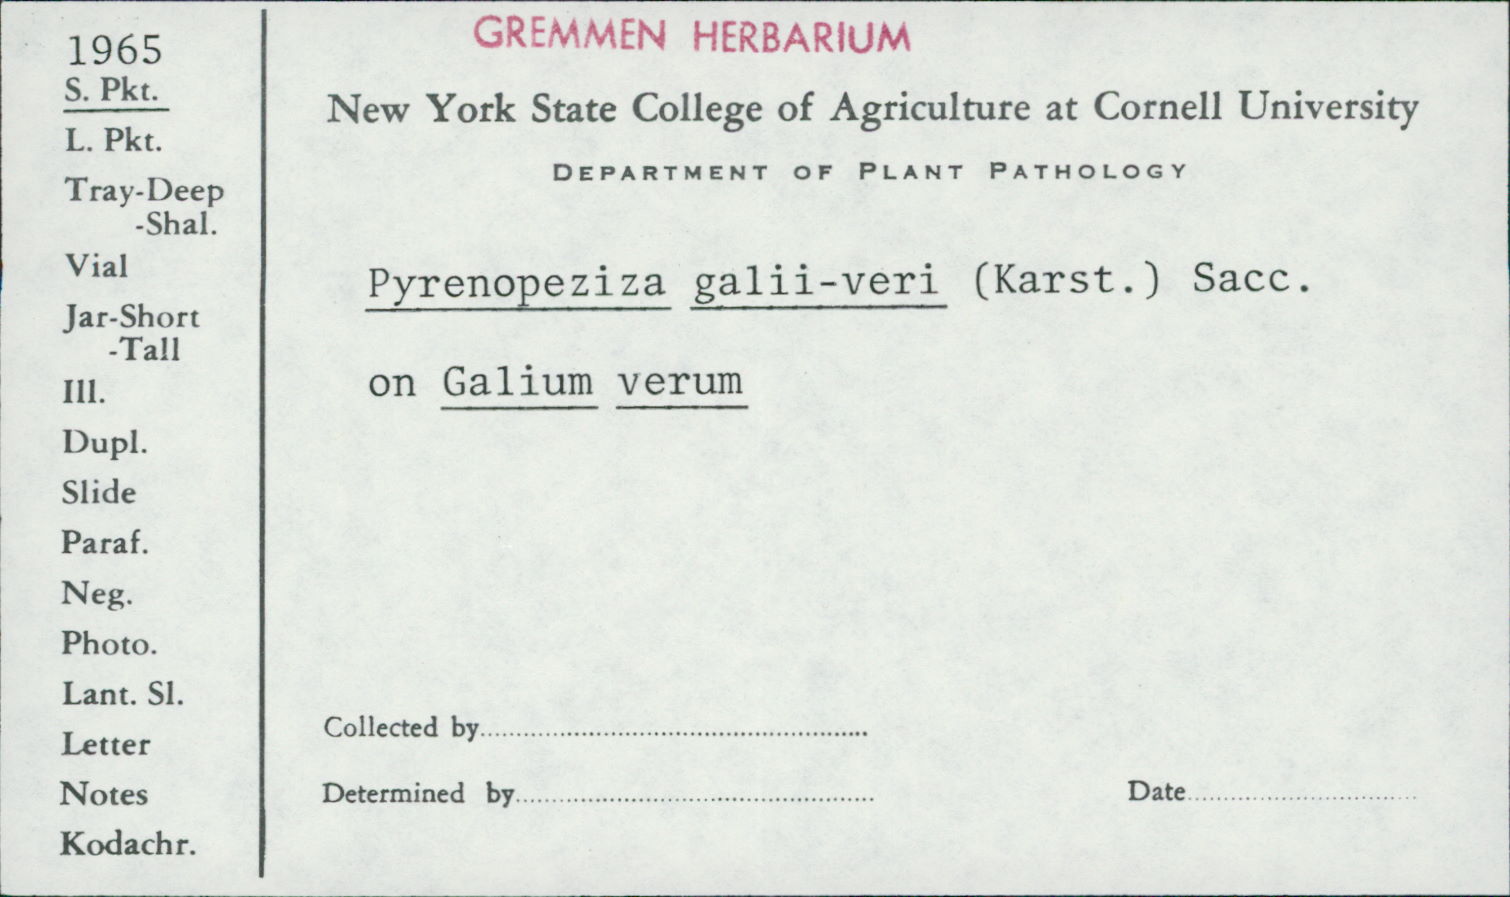 1965
S. Pkt.
L. Pkt.
Tray-Deep
-Shal.
Vial
Jar-Short
-Tall
Ill.
Dupl.
Slide
Paraf.
Neg.
Photo.
Lant. Sl.
Letter
Notes
Kodachr.
GREMMEN HERBARIUM
New York State College of Agriculture at Cornell University
DEPARTMENT OF PLANT PATHOLOGY
Pyrenopeziza galii-veri (Karst.) Sacc.
on Galium verum
Collected by
Determined by
Date